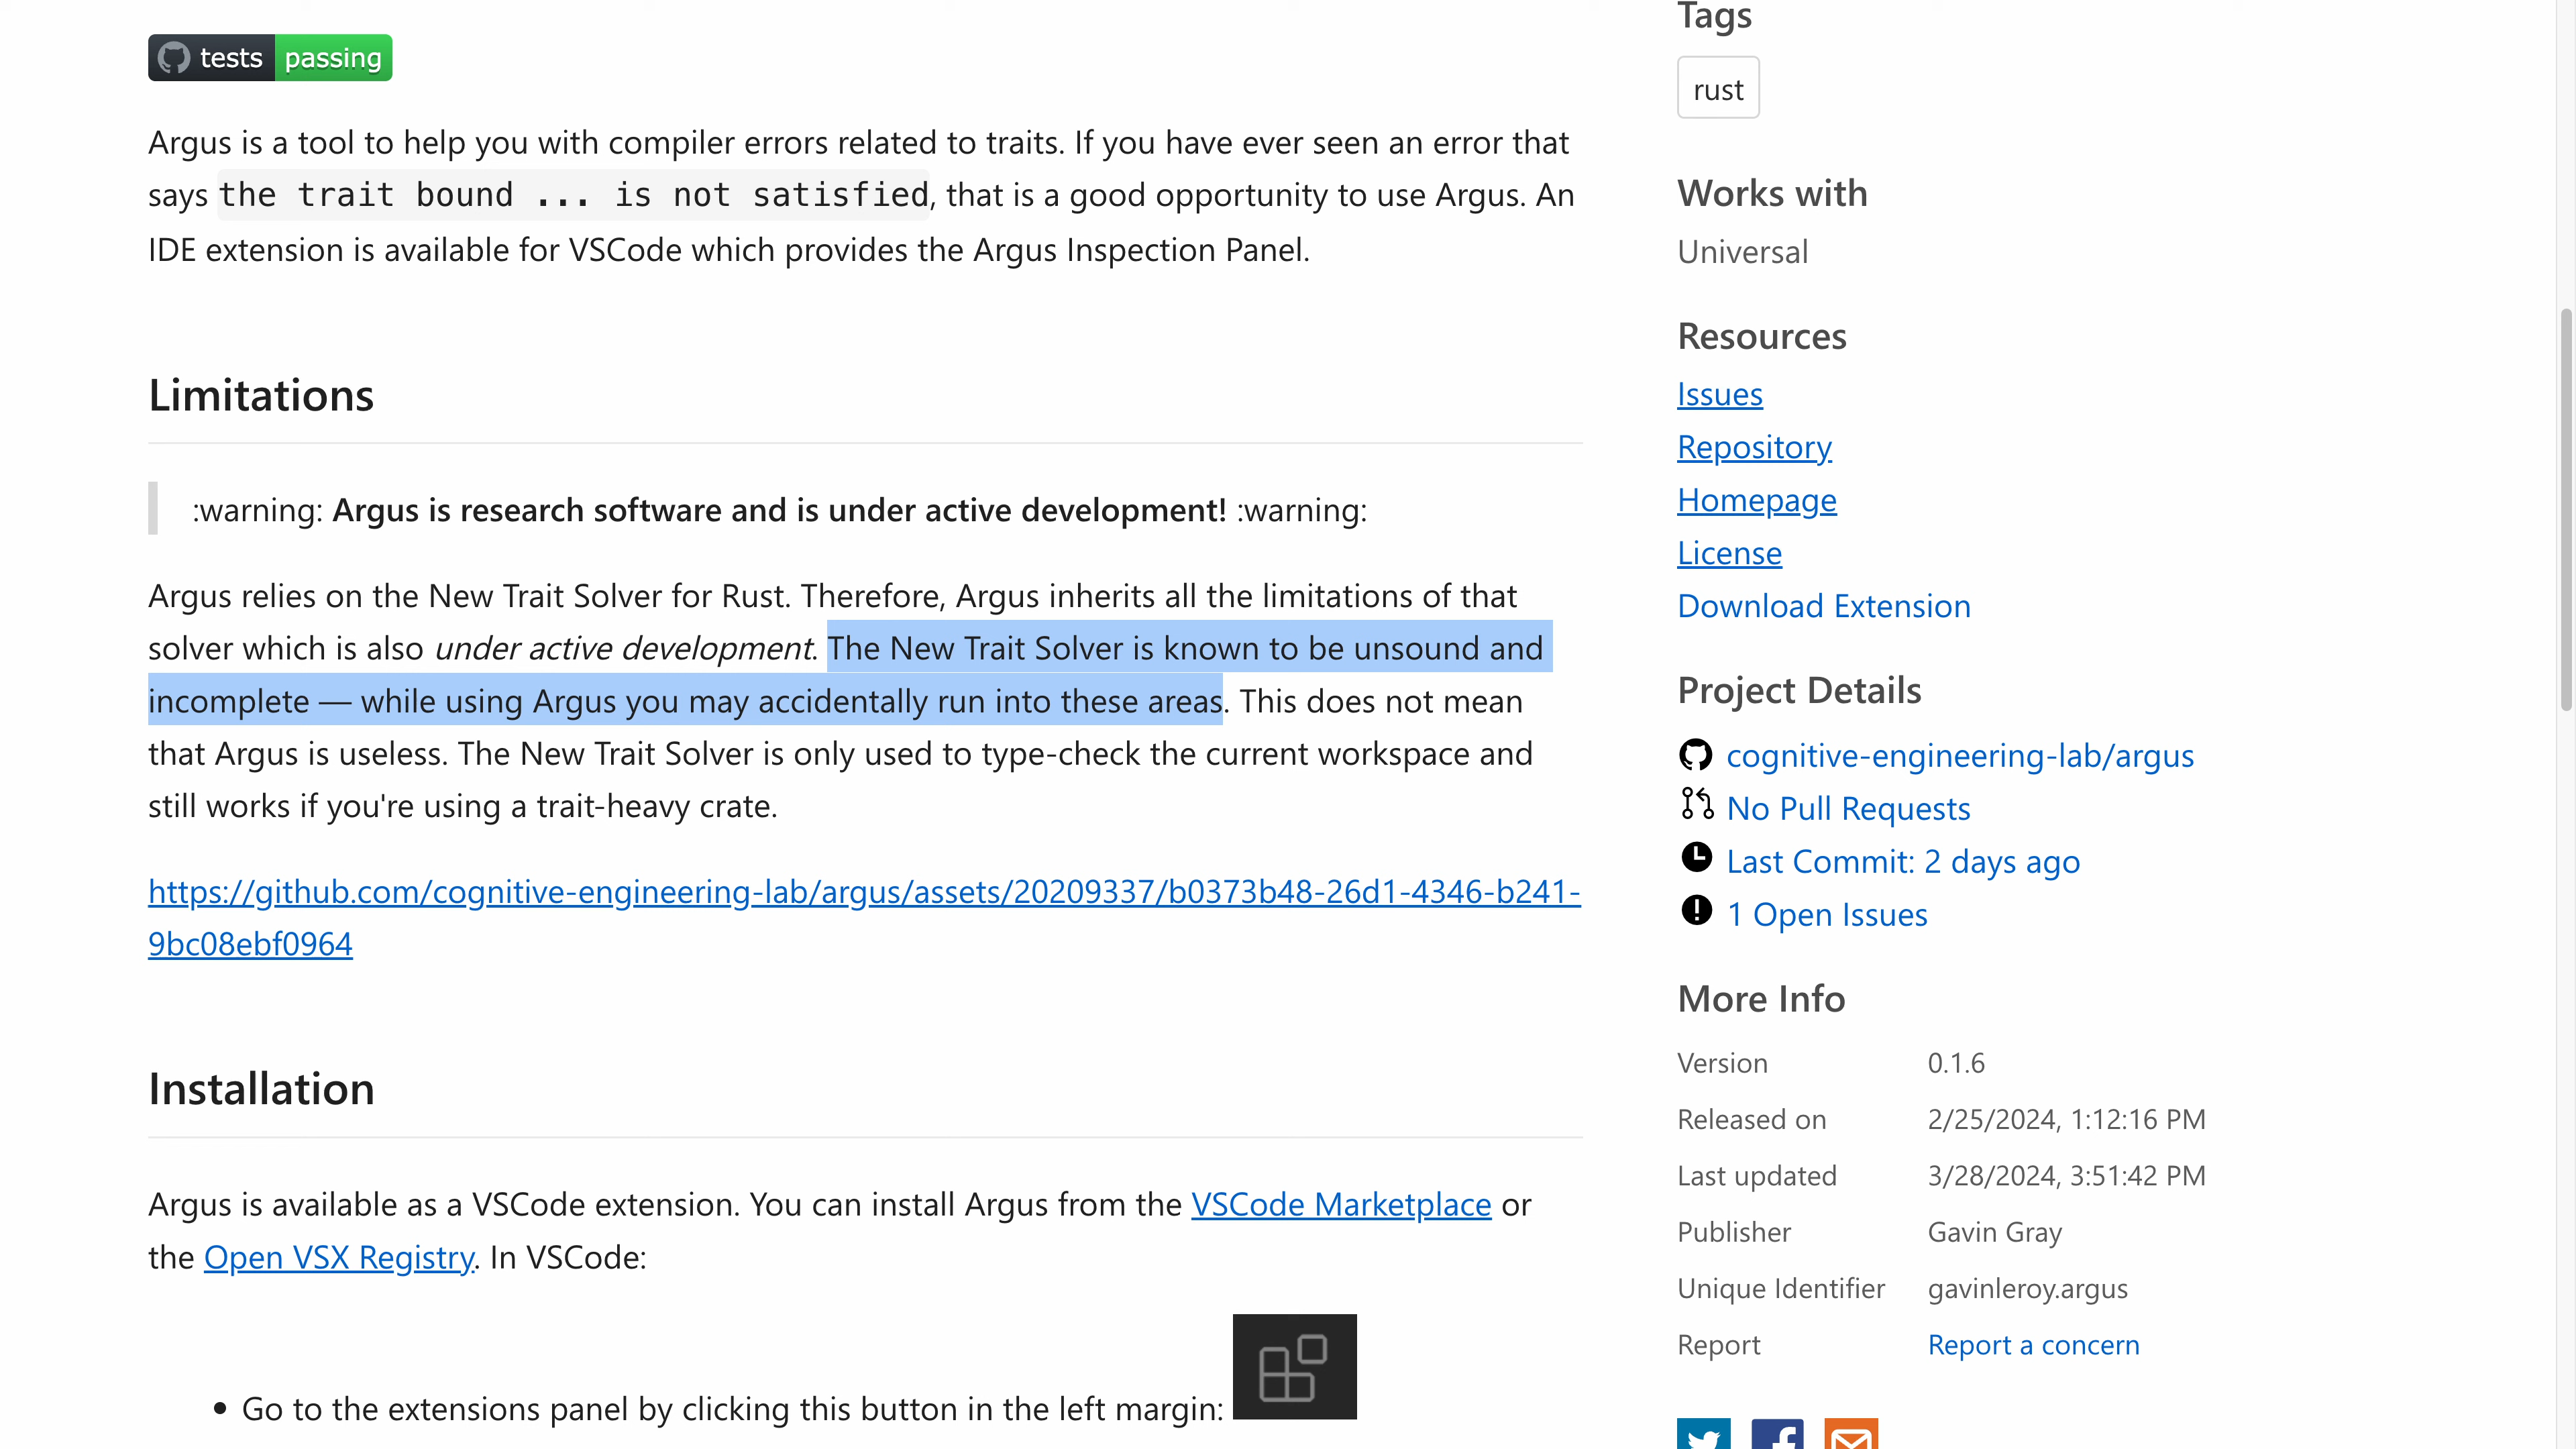 tests passing
Argus is a tool to help you with compiler errors related to traits. If you have ever seen an error that
says the trait bound ... is not satisfied, that is a good opportunity to use Argus. An
IDE extension is available for VSCode which provides the Argus Inspection Panel.
Limitations
:warning: Argus is research software and is under active development! :warning:
Argus relies on the New Trait Solver for Rust. Therefore, Argus inherits all the limitations of that
solver which is also under active development. The New Trait Solver is known to be unsound and
incomplete — while using Argus you may accidentally run into these areas. This does not mean
that Argus is useless. The New Trait Solver is only used to type-check the current workspace and
still works if you're using a trait-heavy crate.
https://github.com/cognitive-engineering-lab/argus/assets/20209337/b0373b48-26d1-4346-b241-
9bc08ebf0964
Installation
Argus is available as a VSCode extension. You can install Argus from the VSCode Marketplace or
the Open VSX Registry. In VSCode:
• Go to the extensions panel by clicking this button in the left margin:
Tags
rust
Works with
Universal
Resources
Issues
Repository
Homepage
License
Download Extension
Project Details
cognitive-engineering-lab/argus
No Pull Requests
Last Commit: 2 days ago
1 Open Issues
More Info
Version 0.1.6
Released on 2/25/2024, 1:12:16 PM
Last updated 3/28/2024, 3:51:42 PM
Publisher Gavin Gray
Unique Identifier gavinleroy.argus
Report Report a concern